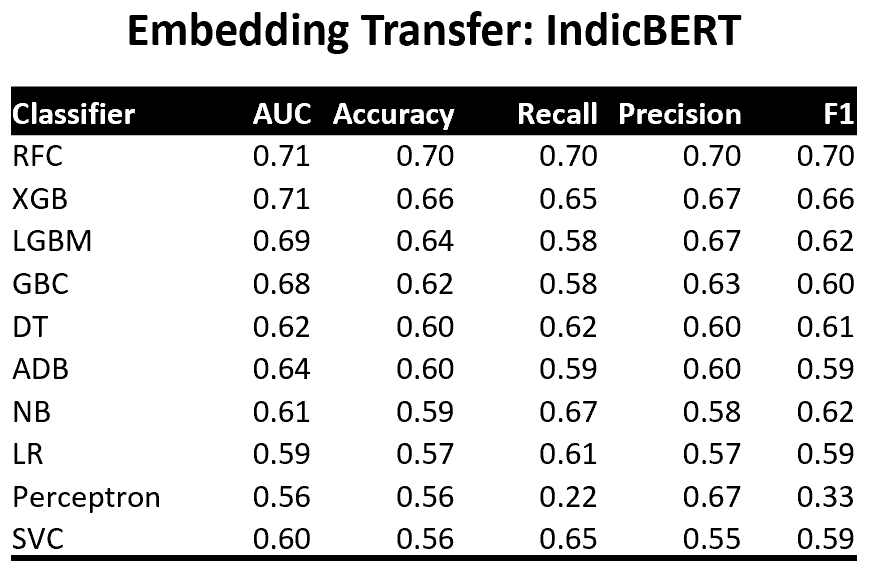 Embedding Transfer: IndicBERT
Classifier AUC Accuracy Recall Precision F1
RFC 0.71 0.70 0.70 0.70 0.70
XGB 0.71 0.66 0.65 0.67 0.66
LGBM 0.69 0.64 0.58 0.67 0.62
GBC 0.68 0.62 0.58 0.63 0.60
DT 0.62 0.60 0.62 0.60 0.61
ADB 0.64 0.60 0.59 0.60 0.59
NB 0.61 0.59 0.67 0.58 0.62
LR 0.59 0.57 0.61 0.57 0.59
Perceptron 0.56 0.56 0.22 0.67 0.33
SVC 0.60 0.56 0.65 0.55 0.59